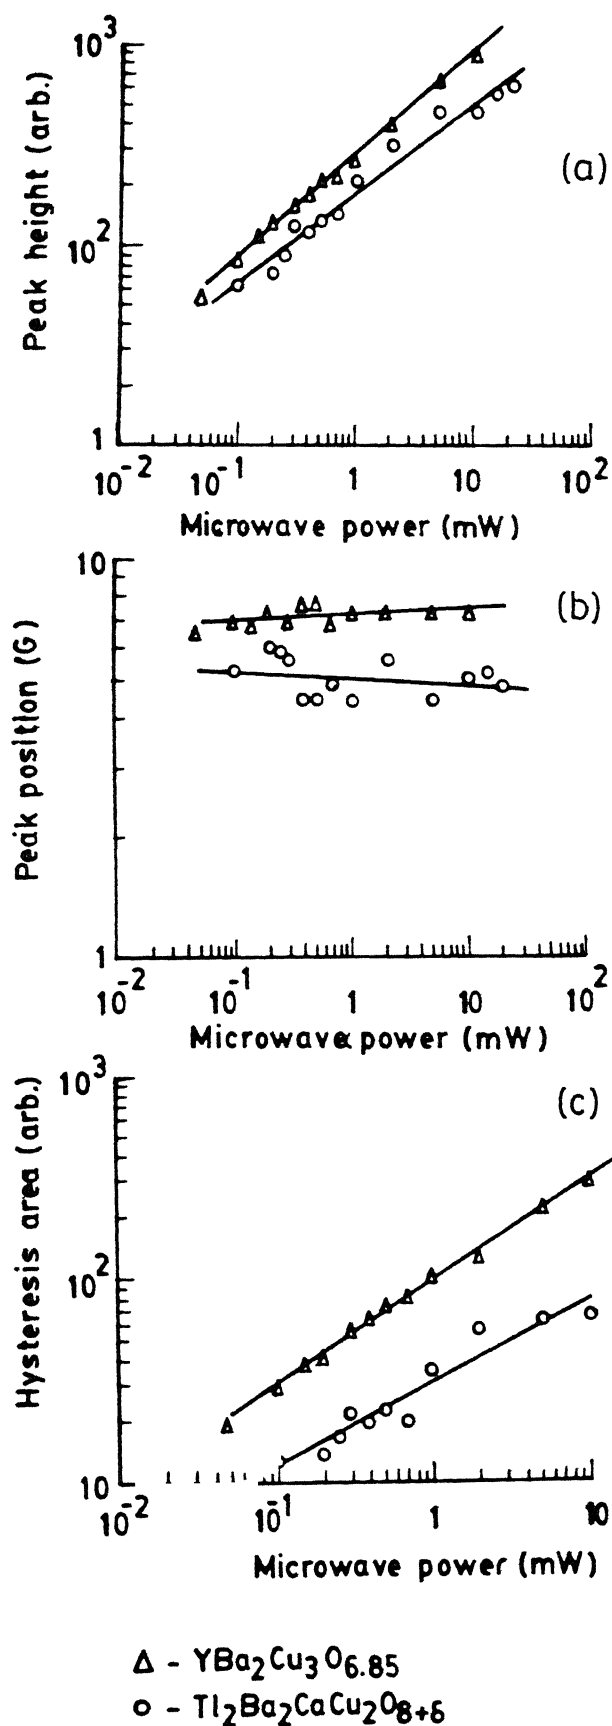 10³
Peak height (arb.)
(a)
10²
1
10⁻² 10⁻¹ 1 10 10²
Microwave power (mW)
10
Peak position (G)
(b)
1
10⁻² 10⁻¹ 1 10 10²
Microwave power (mW)
10³
Hysteresis area (arb.)
(c)
10²
10
10⁻² 10⁻¹ 1 10
Microwave power (mW)
Δ - YBa₂Cu₃O₆.₈₅
o - Tl₂Ba₂CaCu₂O₈₊δ